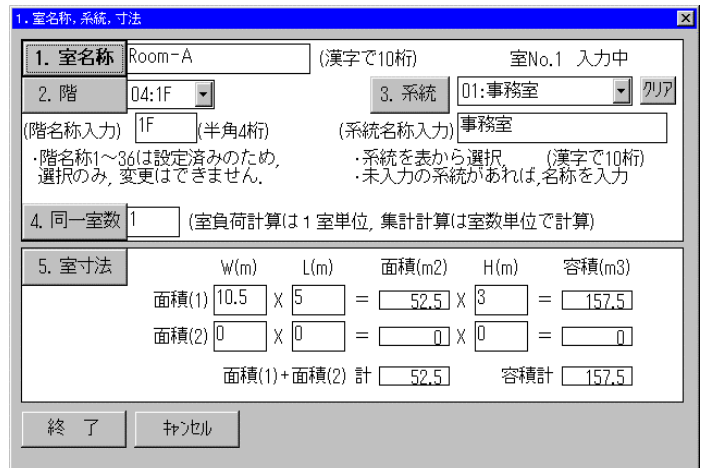 1.室名称,系統,寸法
1. 室名称 Room-A (漢字で10桁) 室No.1 入力中
2. 階 04:1F 3. 系統 01:事務室 クリア
(階名称入力) 1F (半角4桁) (系統名称入力) 事務室
・階名称1~36は設定済みのため, ・系統を表から選択, (漢字で10桁)
選択のみ, 変更はできません. ・未入力の系統があれば,名称を入力
4. 同一室数 1 (室負荷計算は1室単位, 集計計算は室数単位で計算)
5. 室寸法 W(m) L(m) 面積(m2) H(m) 容積(m3)
面積(1) 10.5 X 5 = 52.5 X 3 = 157.5
面積(2) 0 X 0 = 0 X 0 = 0
面積(1)+面積(2) 計 52.5 容積計 157.5
終 了 キャンセル